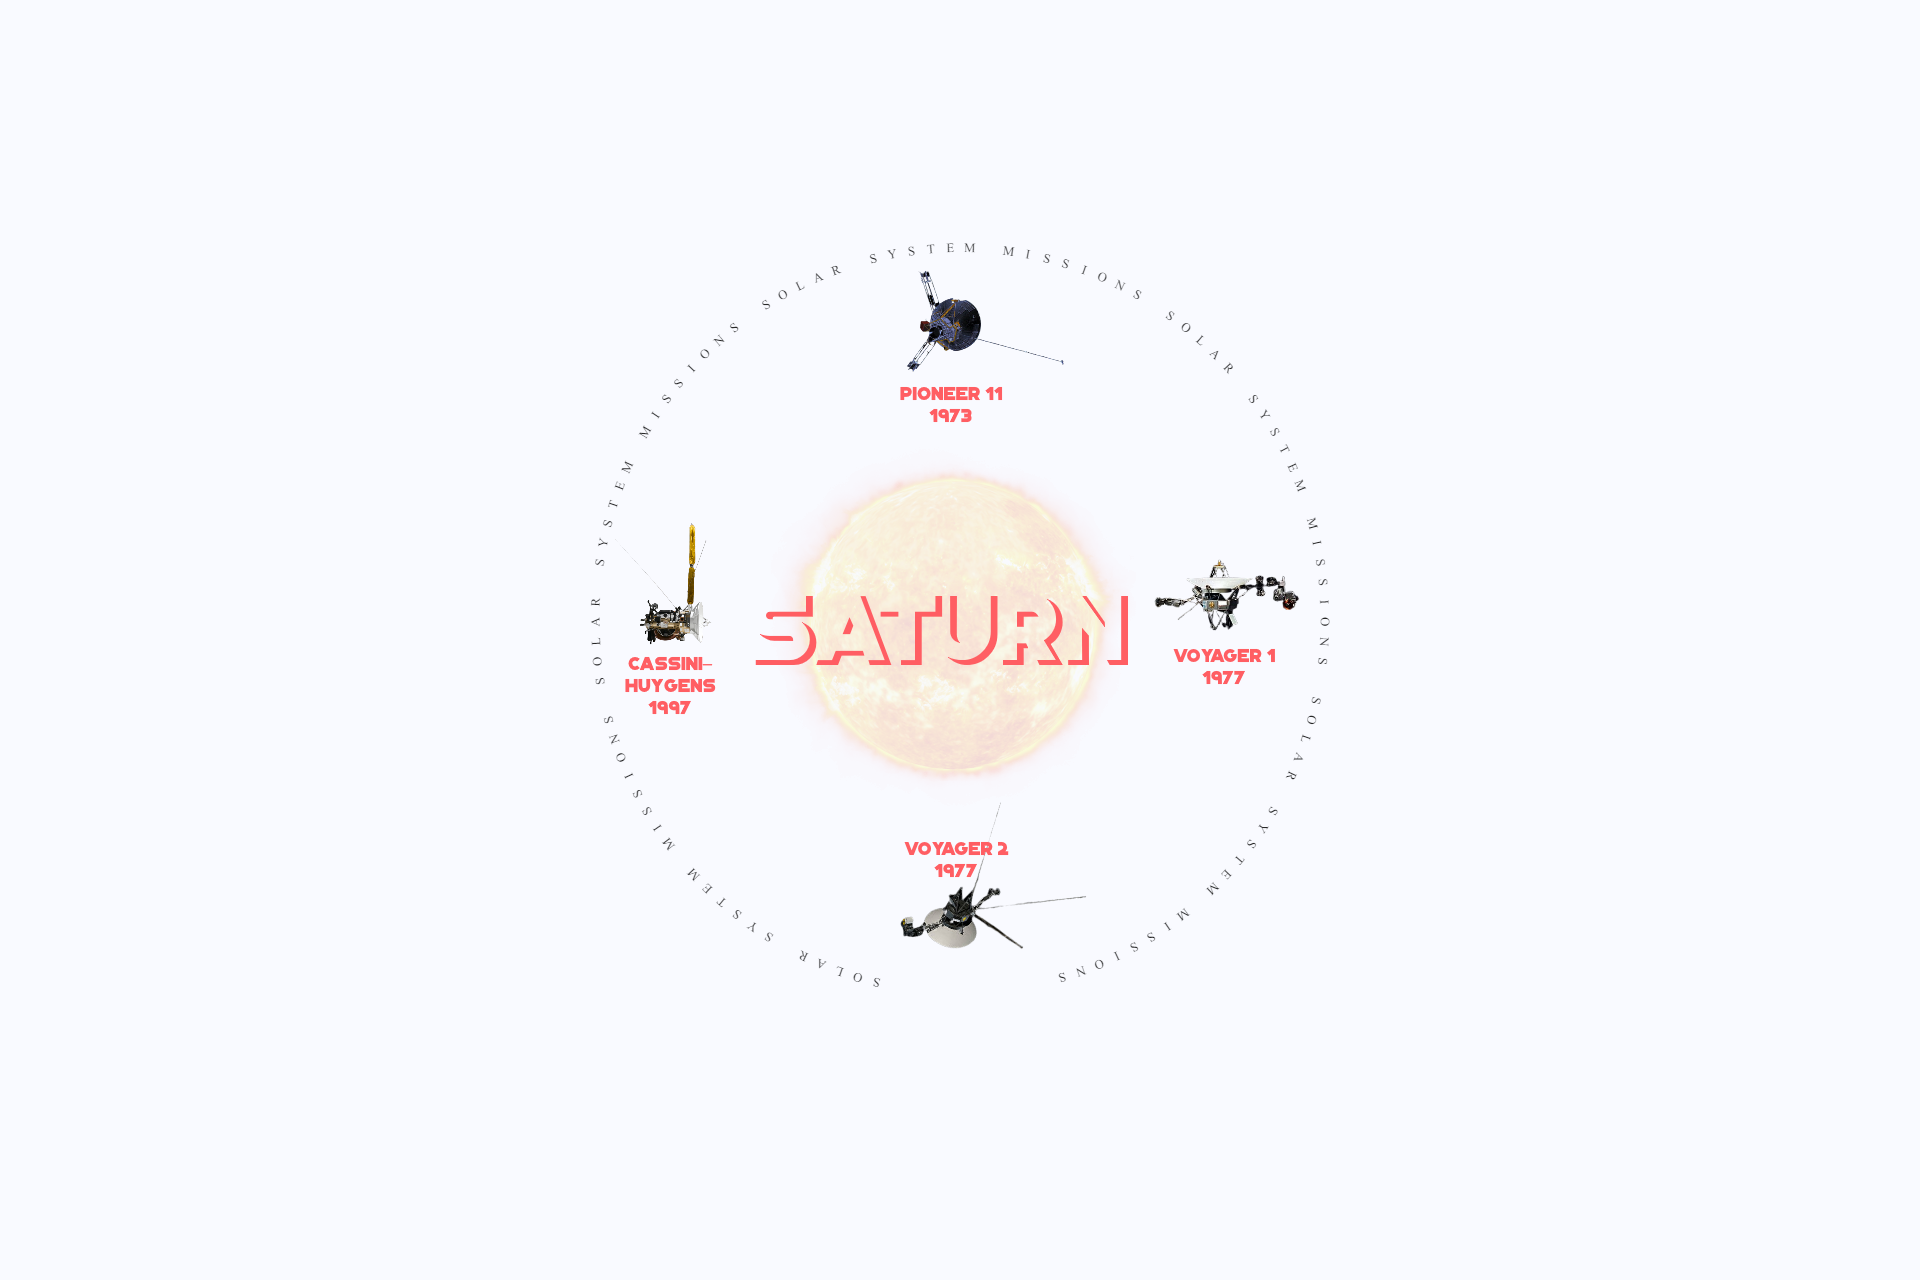 SOLAR SYSTEM MISSIONS SOLAR SYSTEM MISSIONS SOLAR SYSTEM MISSIONS SOLAR SYSTEM MISSIONS
PIONEER 11
1973
SATURN
CASSINI–
HUYGENS
1997
VOYAGER 1
1977
VOYAGER 2
1977